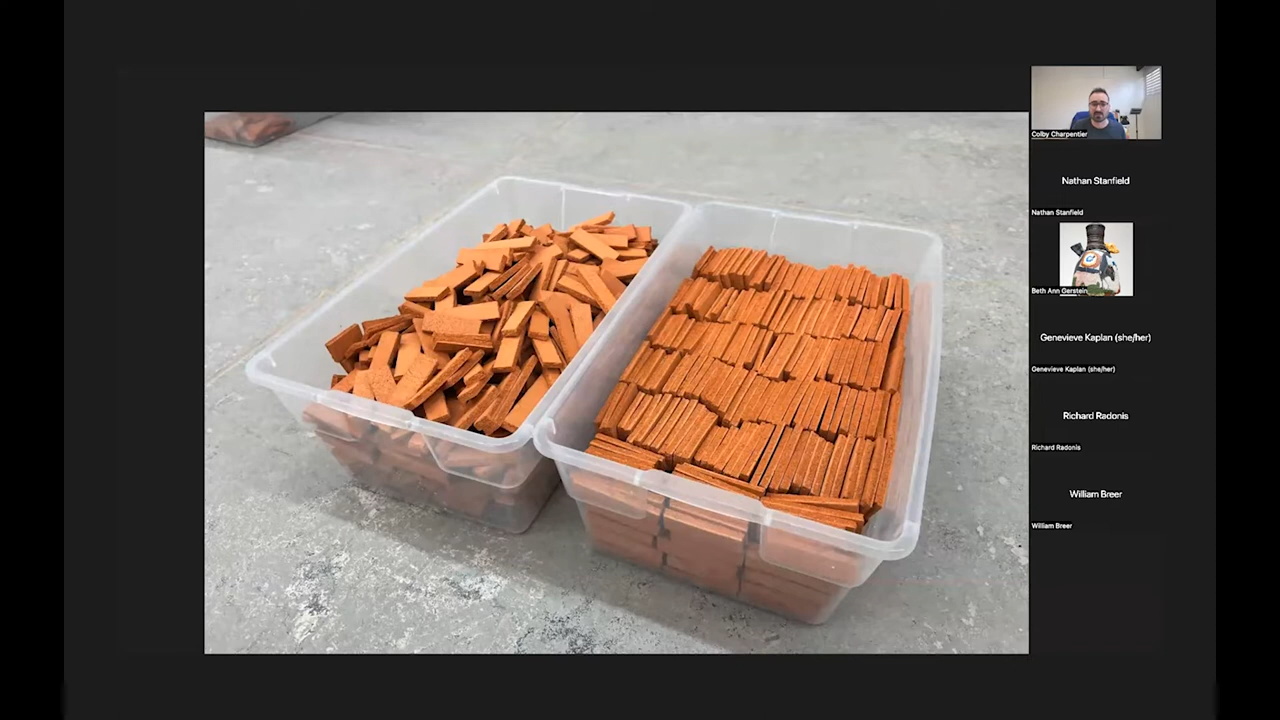 Colby Charpentier
Nathan Stanfield
Nathan Stanfield
Beth Ann Gerstein
Genevieve Kaplan (she/her)
Genevieve Kaplan (she/her)
Richard Radonis
Richard Radonis
William Breer
William Breer